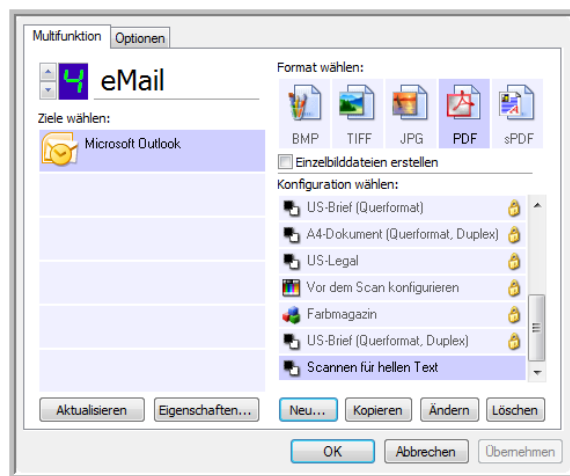 Multifunktion
Optionen
4 eMail
Ziele wählen:
Microsoft Outlook
Format wählen:
BMP TIFF JPG PDF sPDF
Einzelbilddateien erstellen
Konfiguration wählen:
US-Brief (Querformat)
A4-Dokument (Querformat, Duplex)
US-Legal
Vor dem Scan konfigurieren
Farbmagazin
US-Brief (Querformat, Duplex)
Scannen für hellen Text
Aktualisieren Eigenschaften... Neu... Kopieren Ändern Löschen
OK Abbrechen Übernehmen